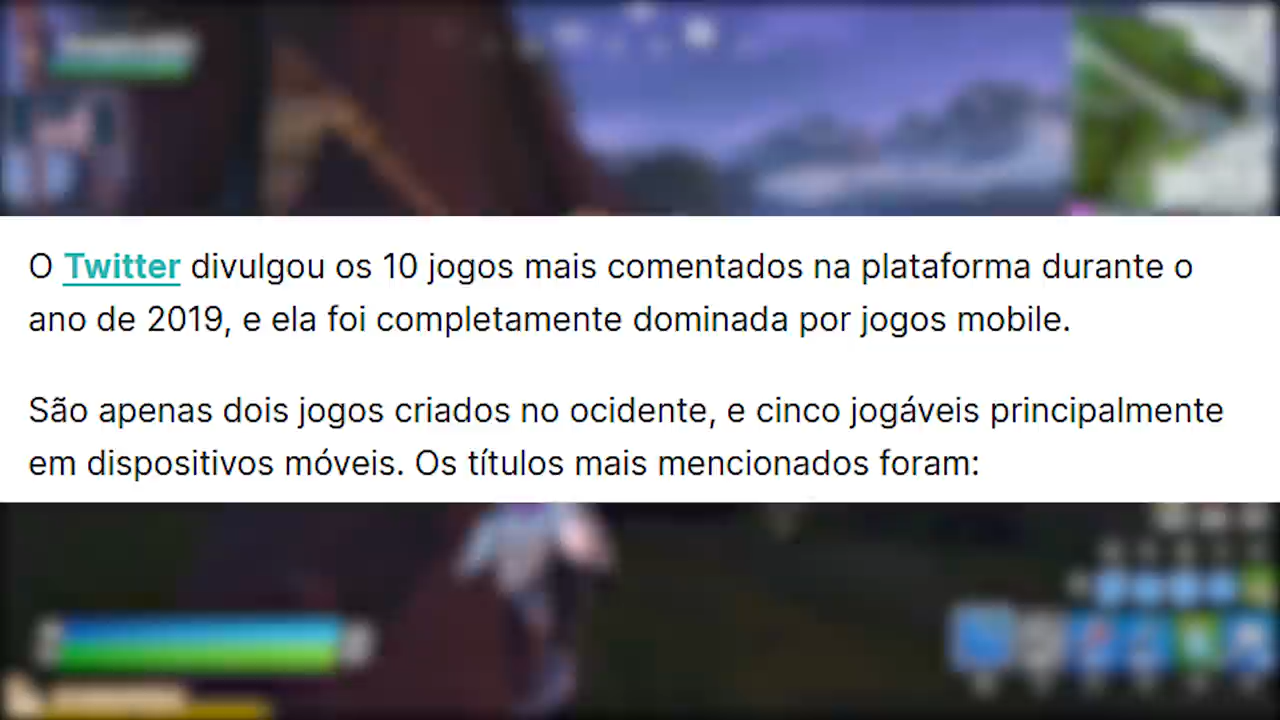 O Twitter divulgou os 10 jogos mais comentados na plataforma durante o
ano de 2019, e ela foi completamente dominada por jogos mobile.
São apenas dois jogos criados no ocidente, e cinco jogáveis principalmente
em dispositivos móveis. Os títulos mais mencionados foram: